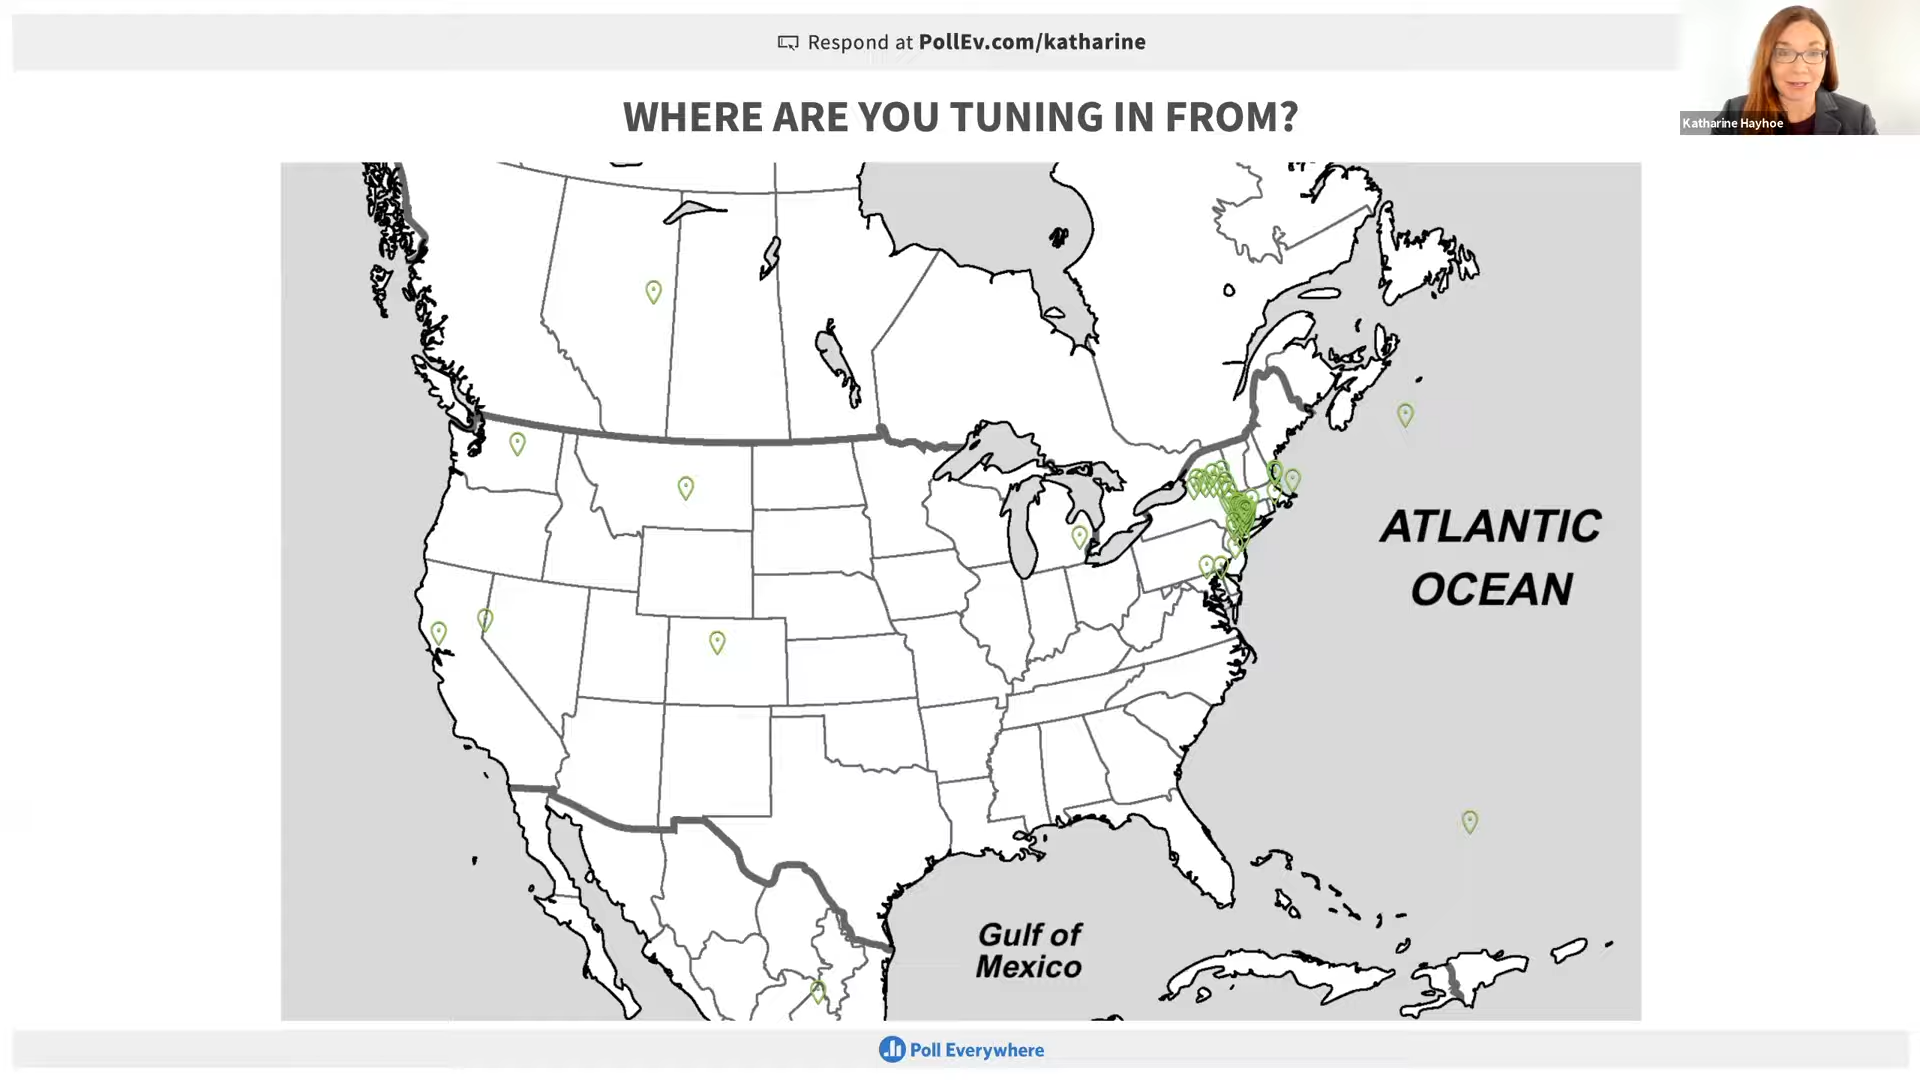 Respond at PollEv.com/katharine
Katharine Hayhoe
WHERE ARE YOU TUNING IN FROM?
ATLANTIC
OCEAN
Gulf of
Mexico
Poll Everywhere